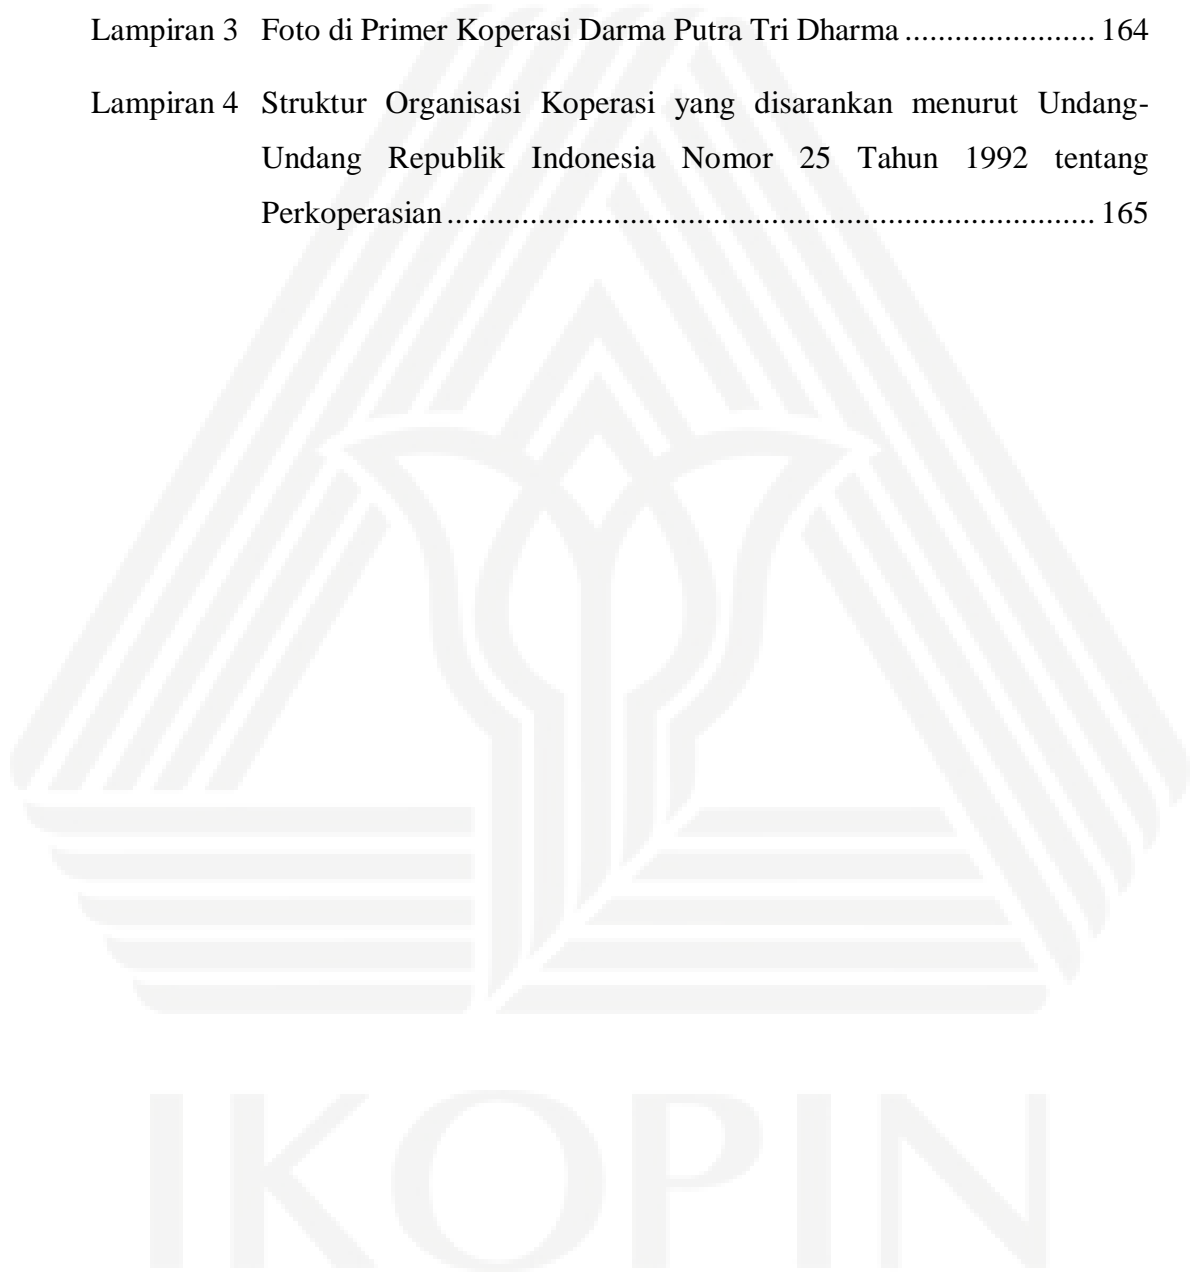 Lampiran 3 Foto di Primer Koperasi Darma Putra Tri Dharma ....................... 164
Lampiran 4 Struktur Organisasi Koperasi yang disarankan menurut Undang-
Undang Republik Indonesia Nomor 25 Tahun 1992 tentang
Perkoperasian ............................................................................... 165
IKOPIN